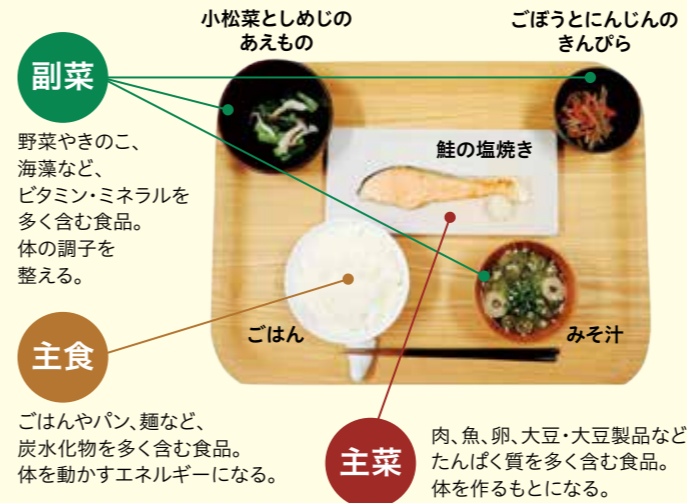 小松菜としめじの
あえもの
ごぼうとにんじんの
きんぴら
副菜
野菜やきのこ、
海藻など、
ビタミン・ミネラルを
多く含む食品。
体の調子を
整える。
鮭の塩焼き
ごはん
みそ汁
主食
ごはんやパン、麺など、
炭水化物を多く含む食品。
体を動かすエネルギーになる。
主菜
肉、魚、卵、大豆・大豆製品など
たんぱく質を多く含む食品。
体を作るもとになる。